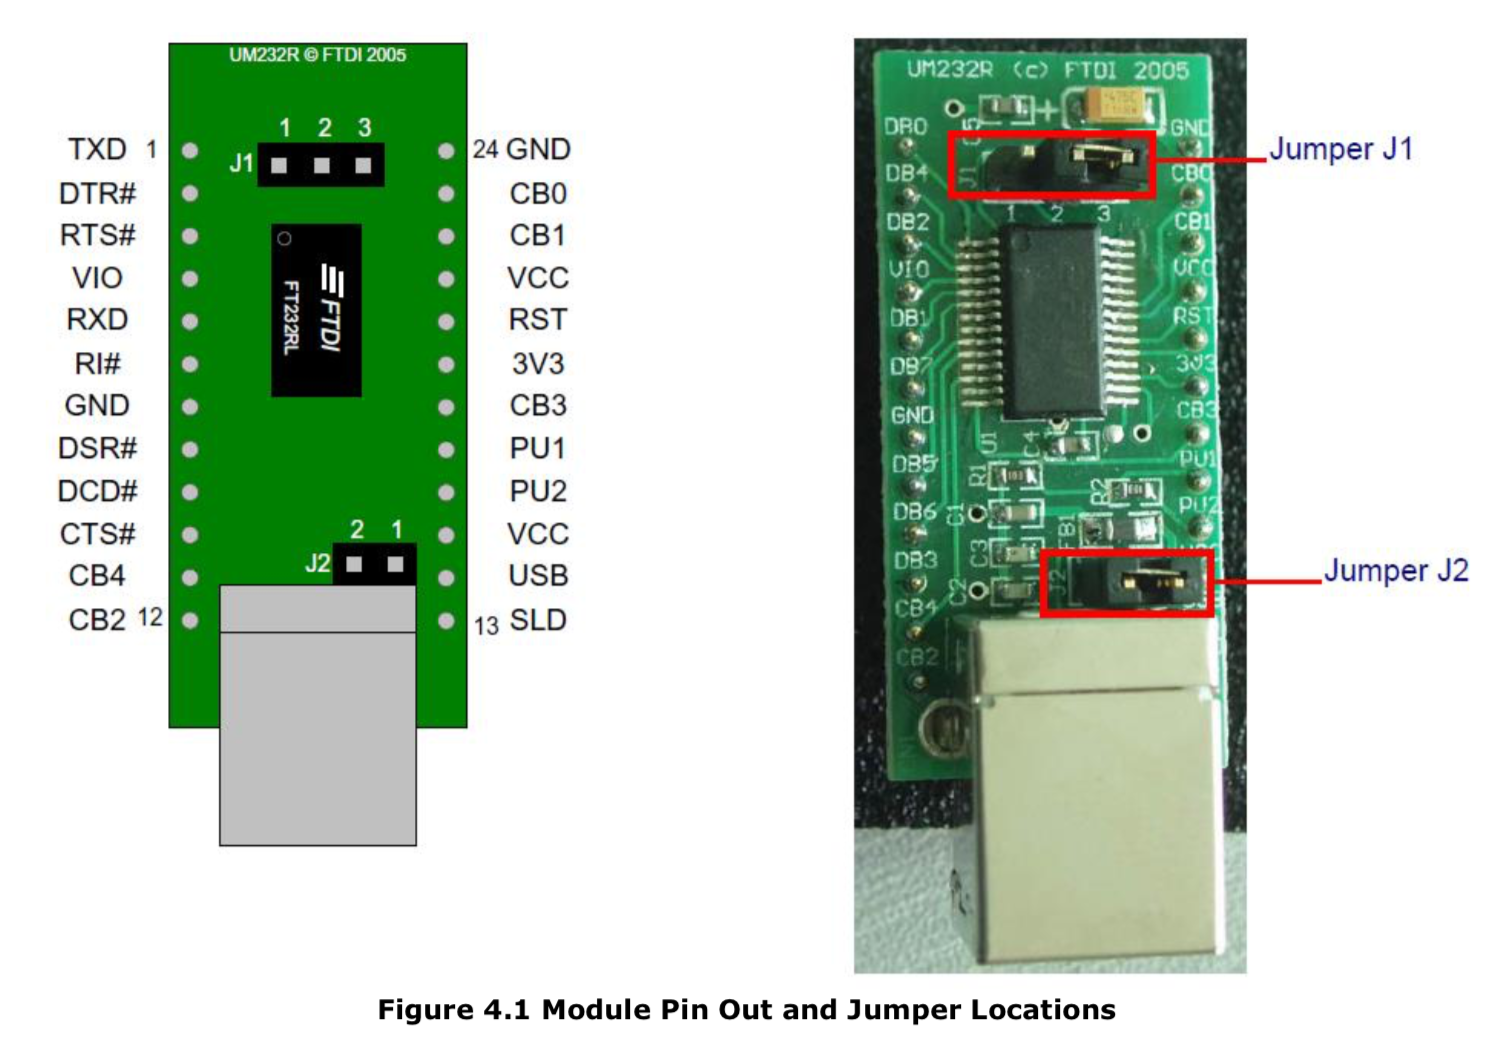 UM232R © FTDI 2005
1 2 3
J1
TXD 1
DTR#
RTS#
VIO
RXD
RI#
GND
DSR#
DCD#
CTS#
CB4
CB2 12
FTDI
FT232RL
2 1
J2
24 GND
CB0
CB1
VCC
RST
3V3
CB3
PU1
PU2
VCC
USB
13 SLD
UM232R (c) FTDI 2005
C5
+
J1
1 2 3
DB0
DB4
DB2
VIO
DB1
DB7
GND
DB5
DB6
DB3
CB4
CB2
GND
CB0
CB1
VCC
RST
3V3
CB3
PU1
PU2
U1
C4
R1
R2
C1
FB1
C3
C2
J2
Jumper J1
Jumper J2
Figure 4.1 Module Pin Out and Jumper Locations